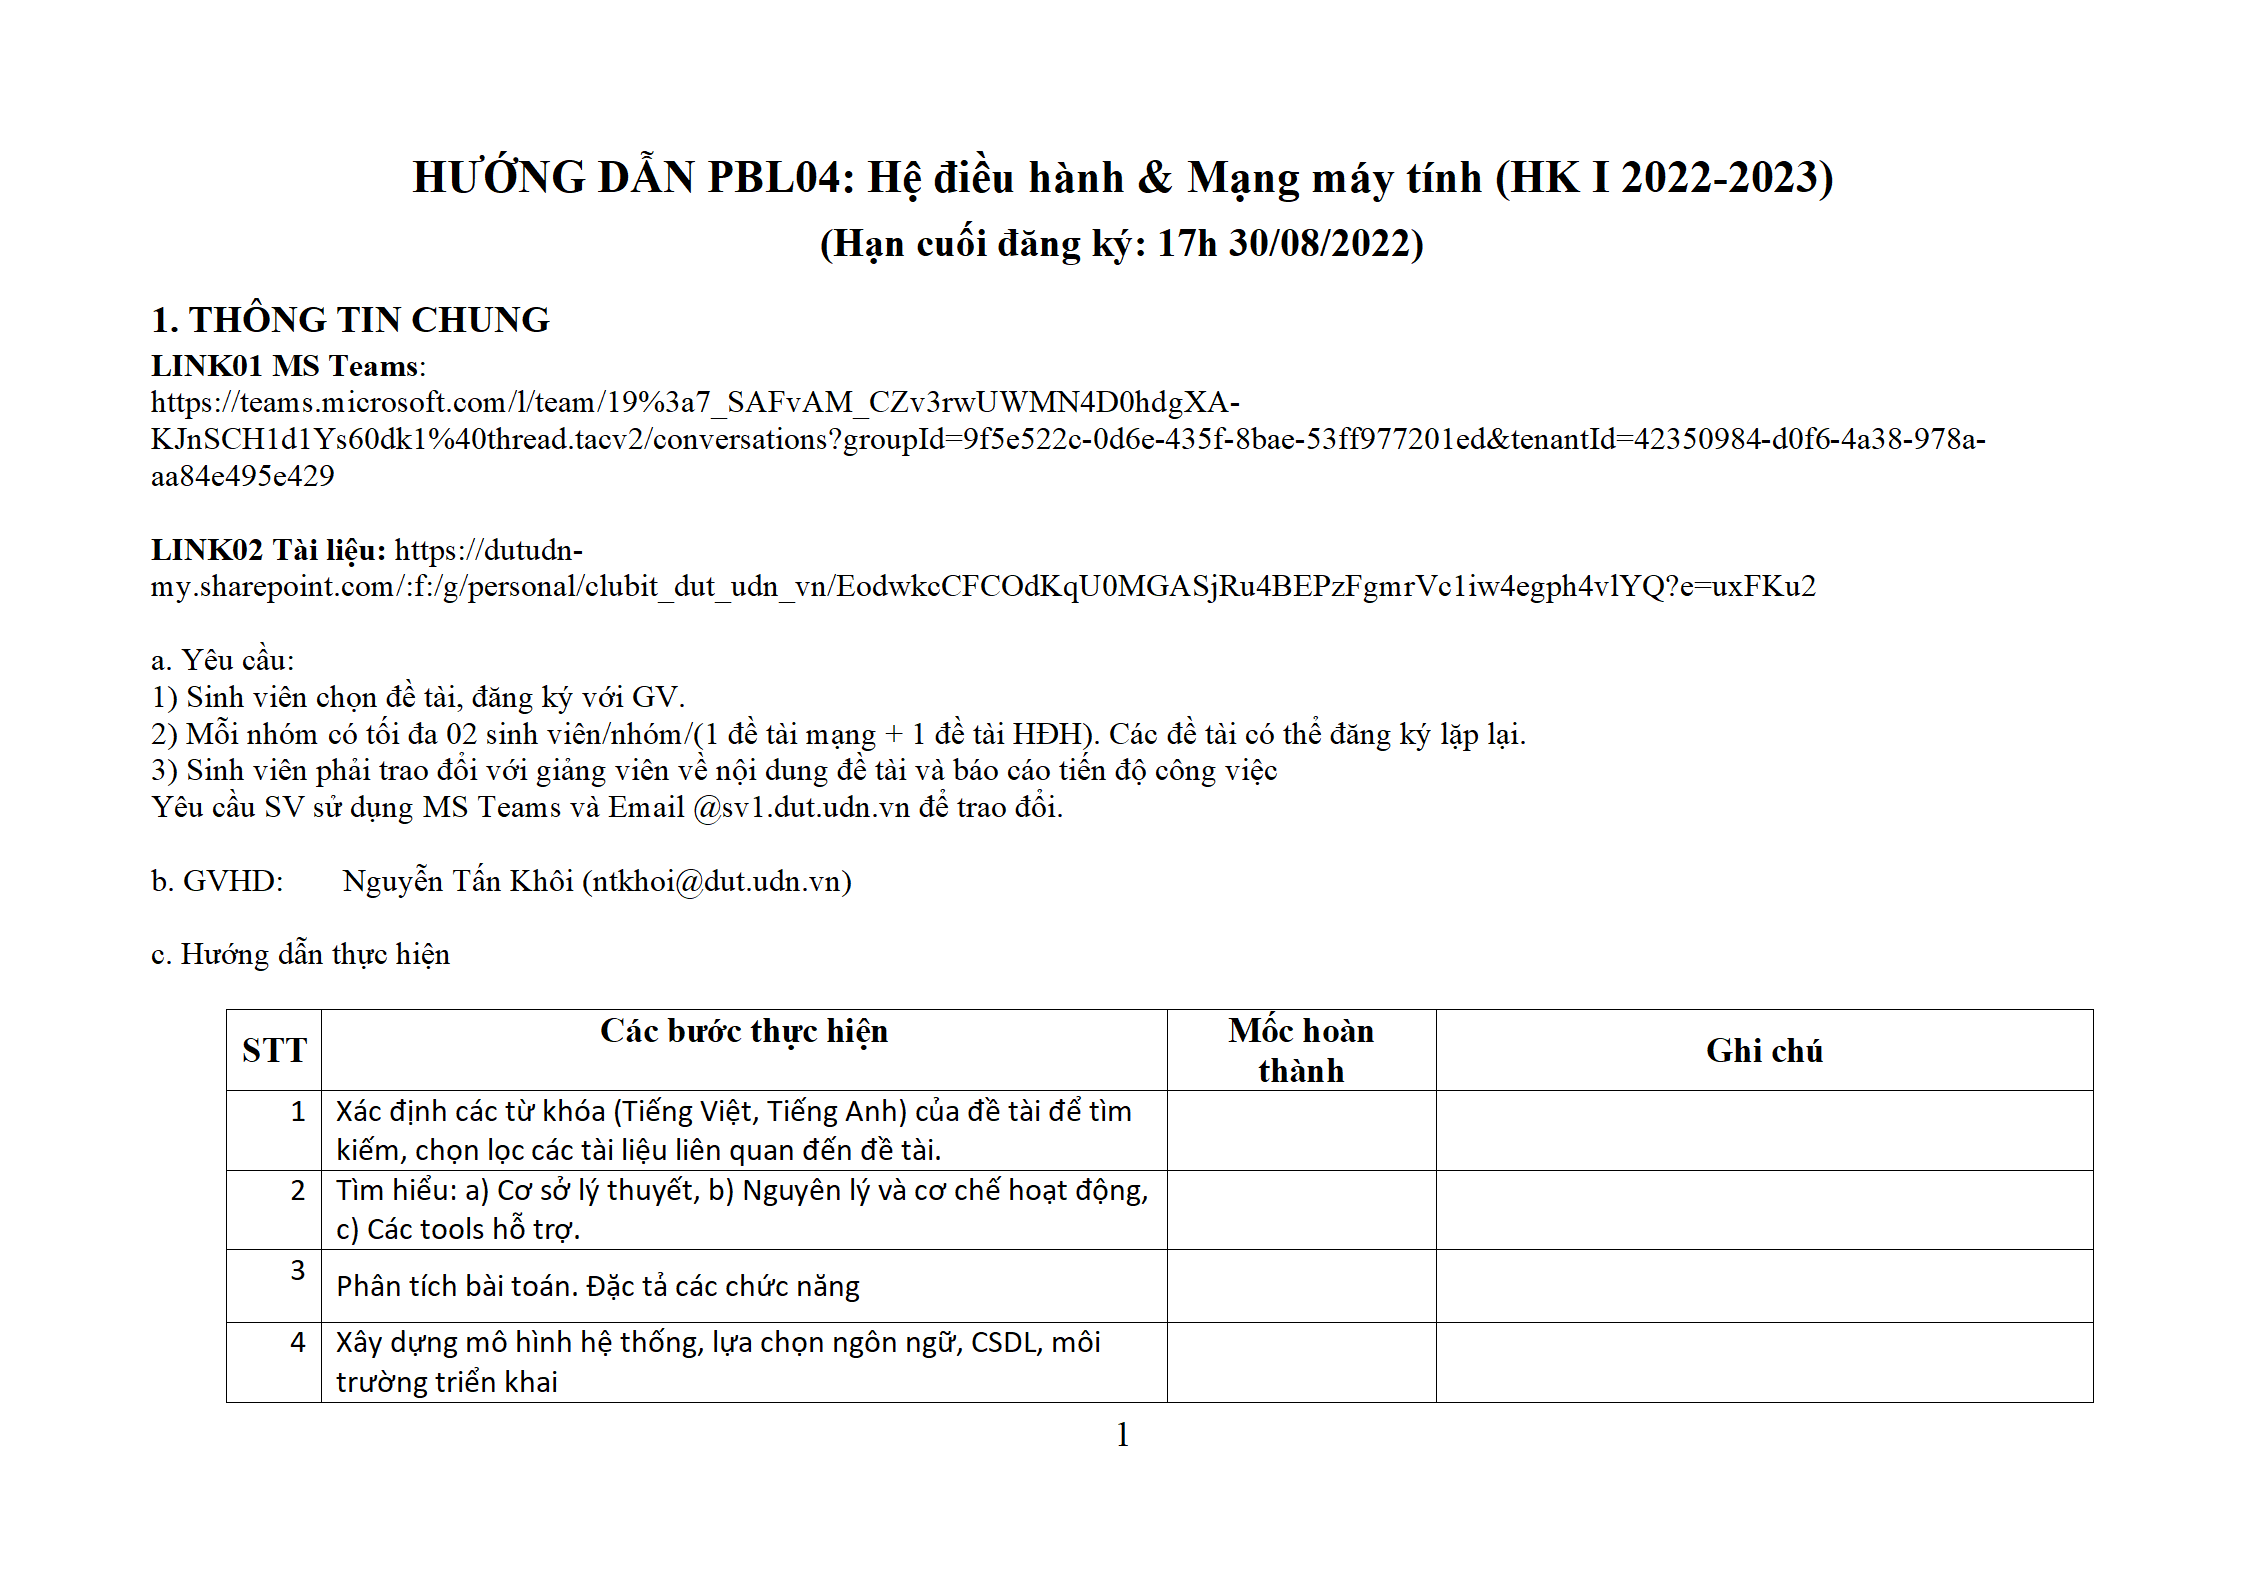 HƯỚNG DẪN PBL04: Hệ điều hành & Mạng máy tính (HK I 2022-2023)
(Hạn cuối đăng ký: 17h 30/08/2022)
1. THÔNG TIN CHUNG
LINK01 MS Teams:
https://teams.microsoft.com/l/team/19%3a7_SAFvAM_CZv3rwUWMN4D0hdgXA-
KJnSCH1d1Ys60dk1%40thread.tacv2/conversations?groupId=9f5e522c-0d6e-435f-8bae-53ff977201ed&tenantId=42350984-d0f6-4a38-978a-
aa84e495e429
LINK02 Tài liệu: https://dutudn-
my.sharepoint.com/:f:/g/personal/clubit_dut_udn_vn/EodwkcCFCOdKqU0MGASjRu4BEPzFgmrVc1iw4egph4vlYQ?e=uxFKu2
a. Yêu cầu:
1) Sinh viên chọn đề tài, đăng ký với GV.
2) Mỗi nhóm có tối đa 02 sinh viên/nhóm/(1 đề tài mạng + 1 đề tài HĐH). Các đề tài có thể đăng ký lặp lại.
3) Sinh viên phải trao đổi với giảng viên về nội dung đề tài và báo cáo tiến độ công việc
Yêu cầu SV sử dụng MS Teams và Email @sv1.dut.udn.vn để trao đổi.
b. GVHD: Nguyễn Tấn Khôi (ntkhoi@dut.udn.vn)
c. Hướng dẫn thực hiện
STT Các bước thực hiện Mốc hoàn thành Ghi chú
1 Xác định các từ khóa (Tiếng Việt, Tiếng Anh) của đề tài để tìm
kiếm, chọn lọc các tài liệu liên quan đến đề tài.
2 Tìm hiểu: a) Cơ sở lý thuyết, b) Nguyên lý và cơ chế hoạt động,
c) Các tools hỗ trợ.
3 Phân tích bài toán. Đặc tả các chức năng
4 Xây dựng mô hình hệ thống, lựa chọn ngôn ngữ, CSDL, môi
trường triển khai
1